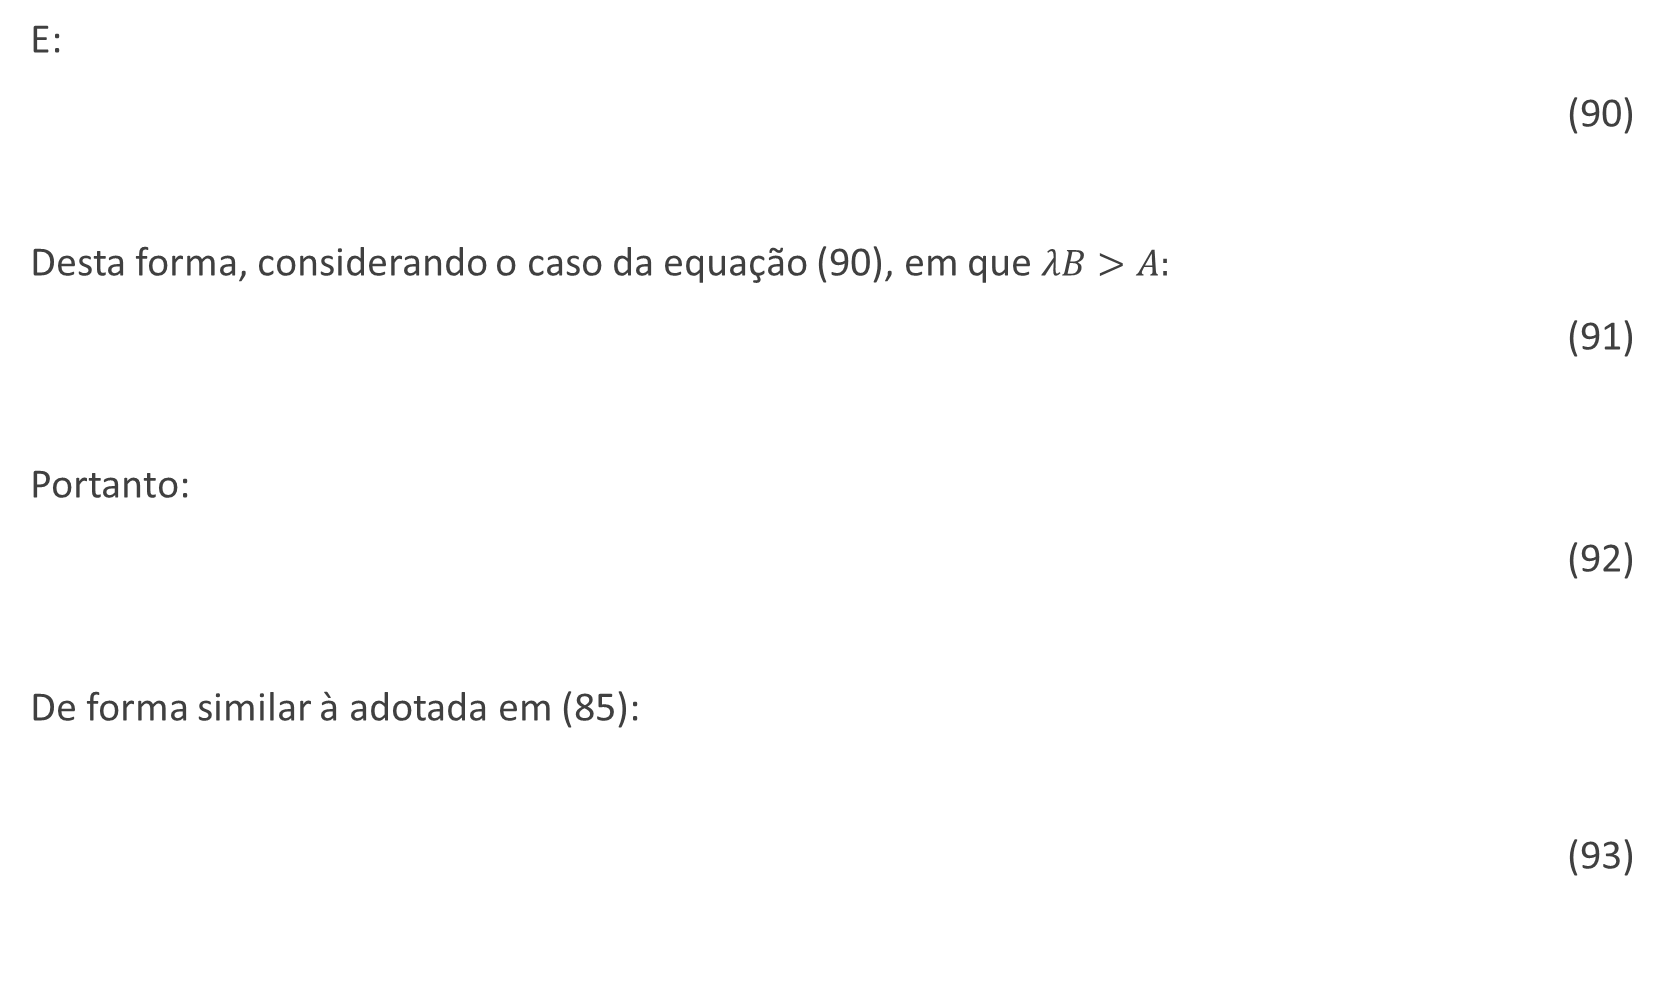 E:
(90)
Desta forma, considerando o caso da equação (90), em que 𝜆𝐵 > 𝐴:
(91)
Portanto:
(92)
De forma similar à adotada em (85):
(93)